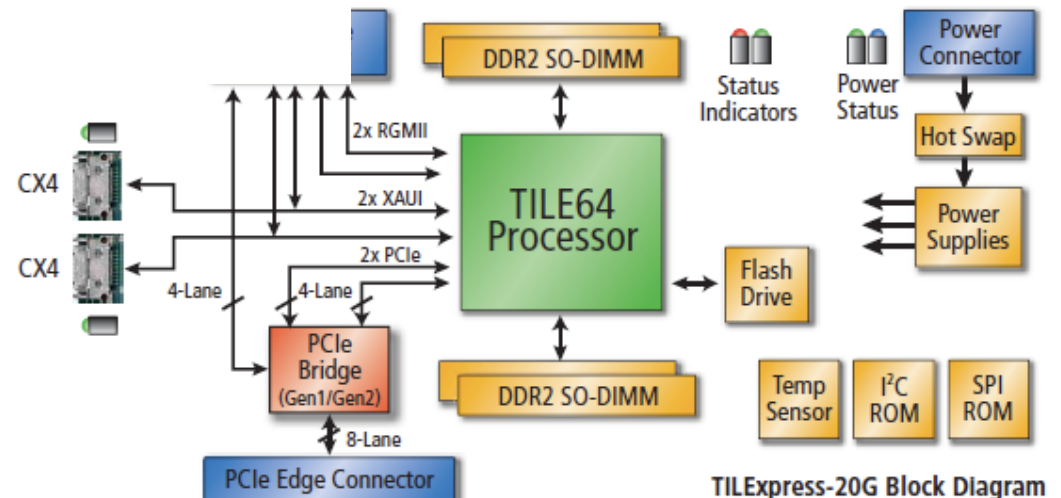 DDR2 SO-DIMM
Status
Indicators
Power
Status
Power
Connector
Hot Swap
Power
Supplies
2x RGMII
CX4
2x XAUI
TILE64
Processor
CX4
2x PCIe
4-Lane
4-Lane
Flash
Drive
PCIe
Bridge
(Gen1/Gen2)
DDR2 SO-DIMM
Temp
Sensor
I²C
ROM
SPI
ROM
8-Lane
PCIe Edge Connector
TILExpress-20G Block Diagram